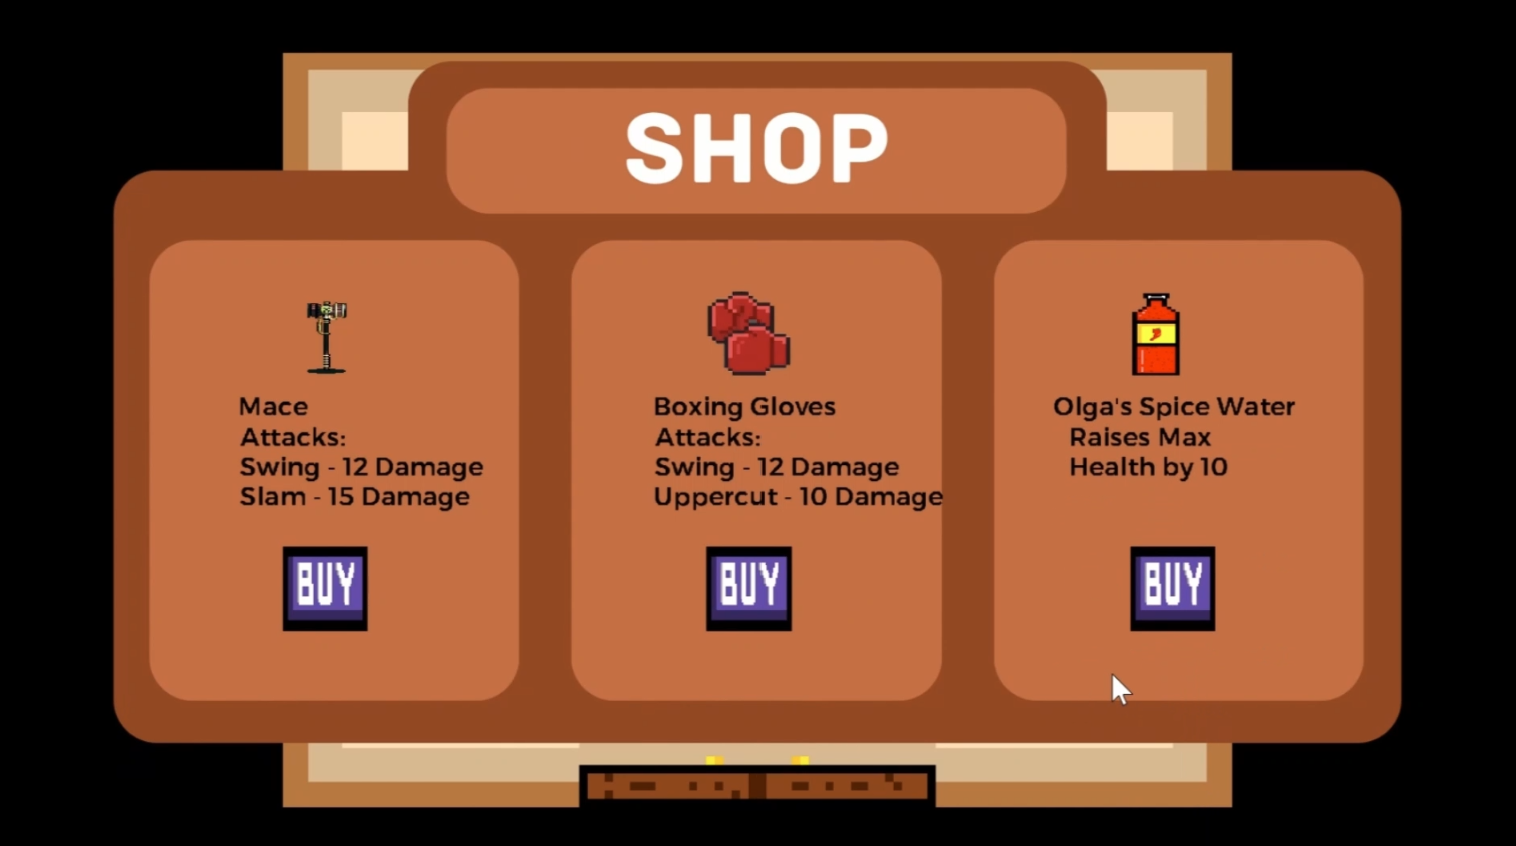 SHOP
Mace
Attacks:
Swing - 12 Damage
Slam - 15 Damage
BUY
Boxing Gloves
Attacks:
Swing - 12 Damage
Uppercut - 10 Damage
BUY
Olga's Spice Water
Raises Max
Health by 10
BUY